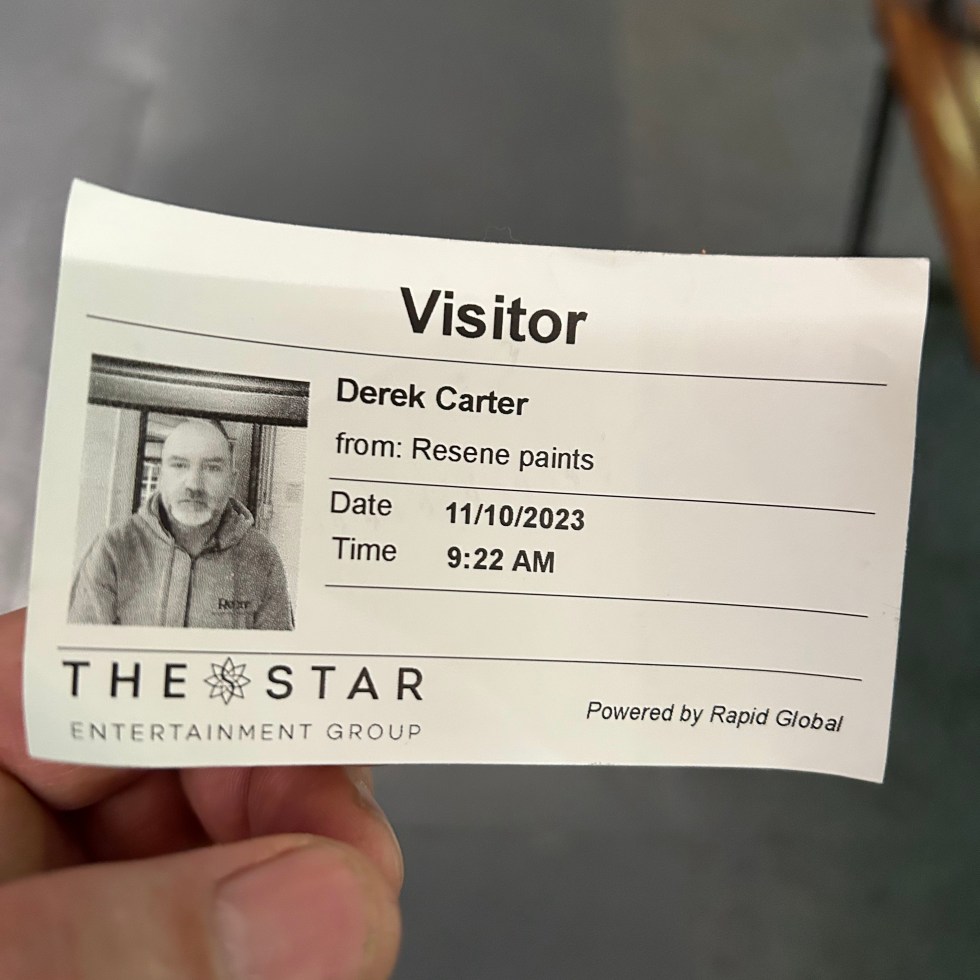 Visitor
Derek Carter
from: Resene paints
Date 11/10/2023
Time 9:22 AM
THE STAR
ENTERTAINMENT GROUP
Powered by Rapid Global